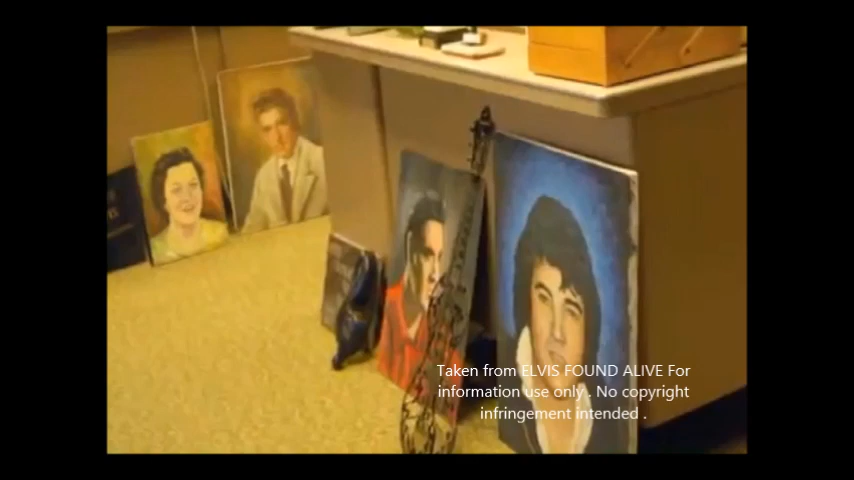 Taken from ELVIS FOUND ALIVE For
information use only . No copyright
infringement intended .